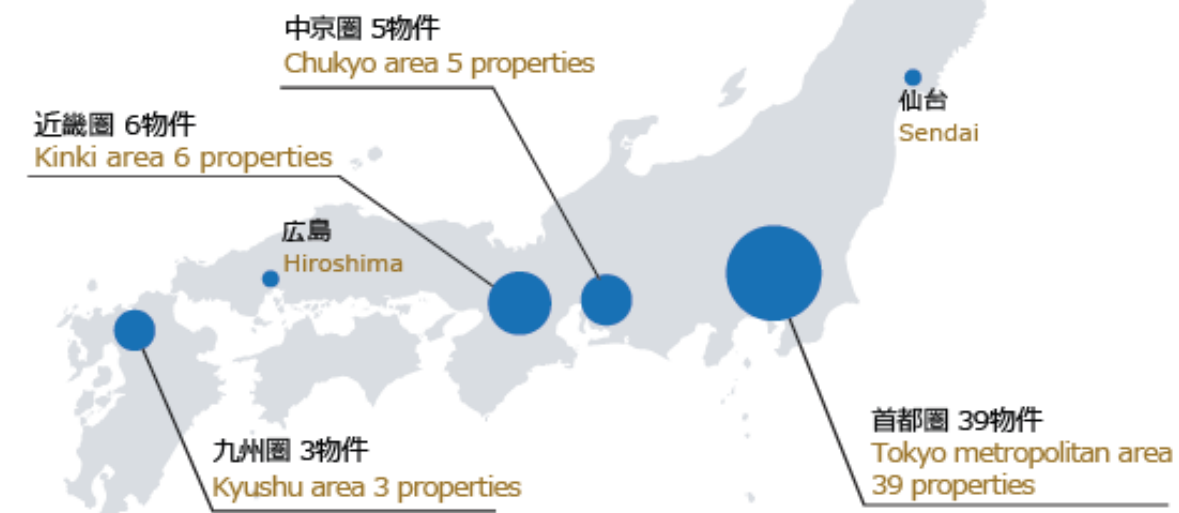 中京圏 5物件
Chukyo area 5 properties
仙台
Sendai
近畿圏 6物件
Kinki area 6 properties
広島
Hiroshima
首都圏 39物件
Tokyo metropolitan area
39 properties
九州圏 3物件
Kyushu area 3 properties